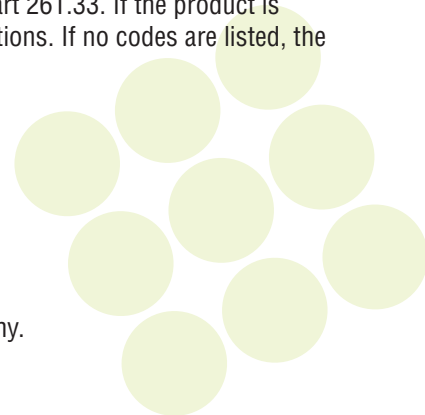 art 261.33. If the product is
tions. If no codes are listed, the
ny.